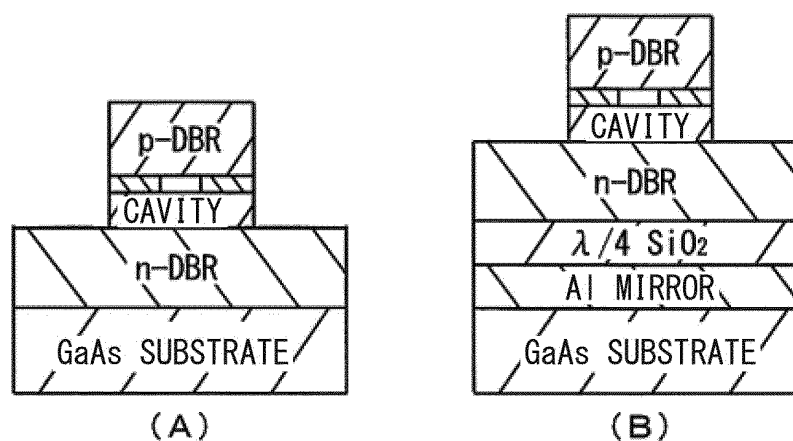 p-DBR
CAVITY
n-DBR
GaAs SUBSTRATE
(A)
p-DBR
CAVITY
n-DBR
λ/4 SiO₂
Al MIRROR
GaAs SUBSTRATE
(B)